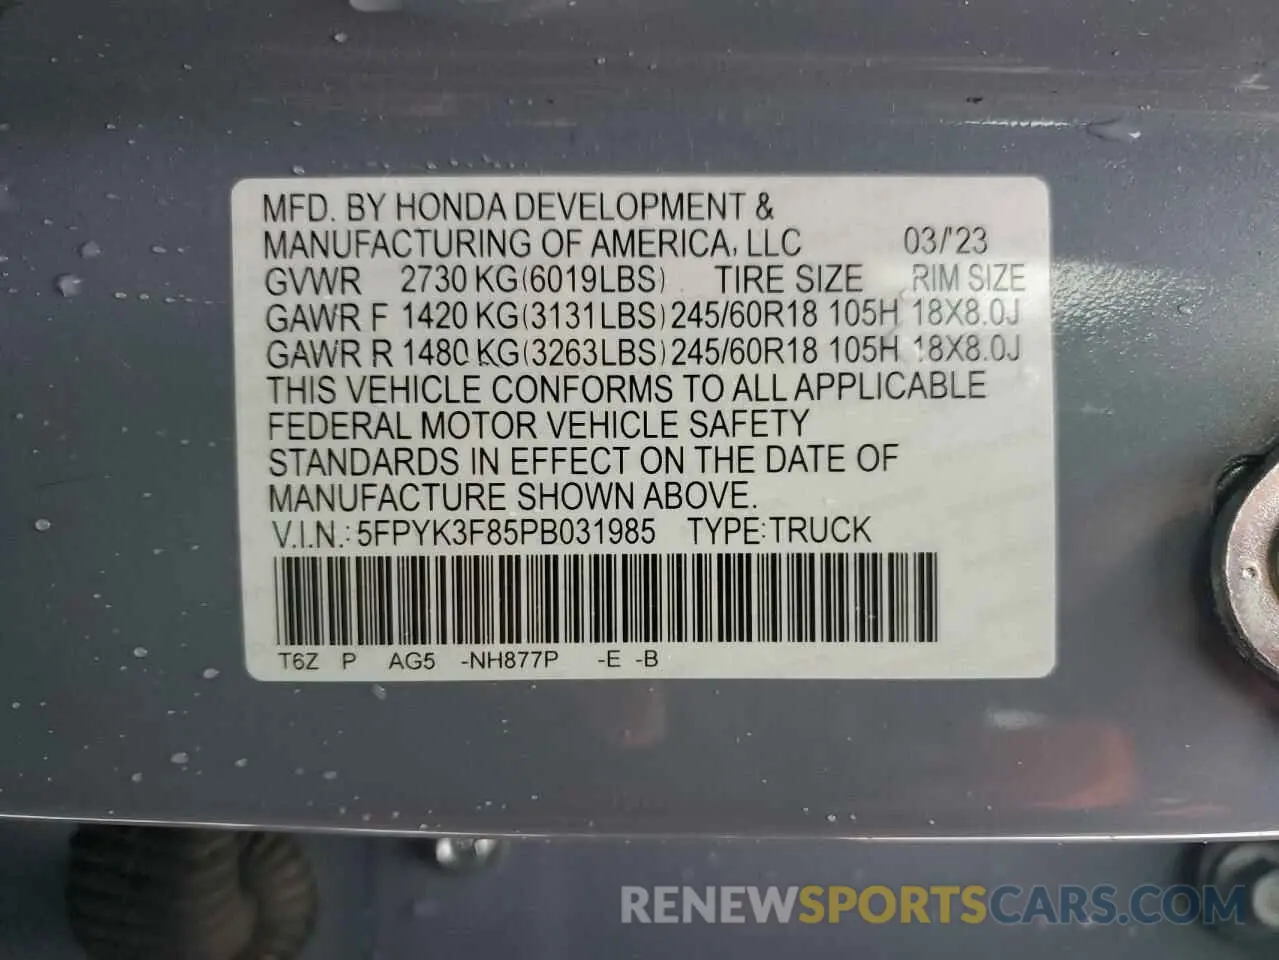 MFD. BY HONDA DEVELOPMENT &
MANUFACTURING OF AMERICA, LLC 03/'23
GVWR 2730 KG(6019LBS) TIRE SIZE RIM SIZE
GAWR F 1420 KG(3131LBS) 245/60R18 105H 18X8.0J
GAWR R 1480 KG(3263LBS) 245/60R18 105H 18X8.0J
THIS VEHICLE CONFORMS TO ALL APPLICABLE
FEDERAL MOTOR VEHICLE SAFETY
STANDARDS IN EFFECT ON THE DATE OF
MANUFACTURE SHOWN ABOVE.
V.I.N.: 5FPYK3F85PB031985 TYPE:TRUCK
T6Z P AG5 -NH877P -E -B
RENEWSPORTSCARS.COM